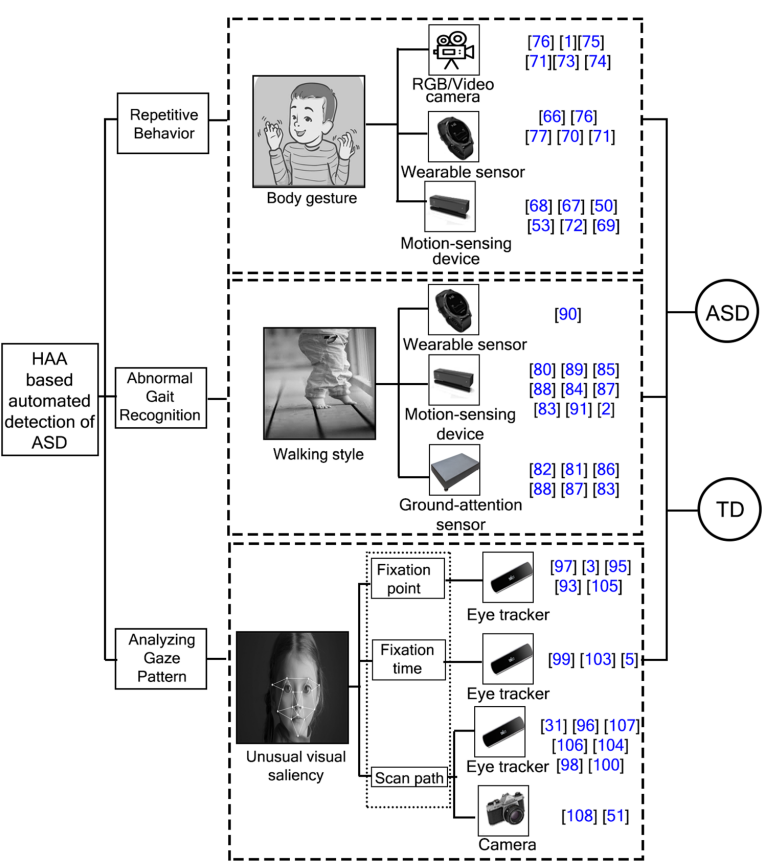 HAA
based
automated
detection of
ASD
Repetitive
Behavior
Body gesture
RGB/Video
camera
[76] [1][75]
[71][73] [74]
Wearable sensor
[66] [76]
[77] [70] [71]
Motion-sensing
device
[68] [67] [50]
[53] [72] [69]
Abnormal
Gait
Recognition
Walking style
Wearable sensor
[90]
Motion-sensing
device
[80] [89] [85]
[88] [84] [87]
[83] [91] [2]
Ground-attention
sensor
[82] [81] [86]
[88] [87] [83]
Analyzing
Gaze
Pattern
Unusual visual
saliency
Fixation
point
Eye tracker
[97] [3] [95]
[93] [105]
Fixation
time
Eye tracker
[99] [103] [5]
Scan path
Eye tracker
[31] [96] [107]
[106] [104]
[98] [100]
Camera
[108] [51]
ASD
TD